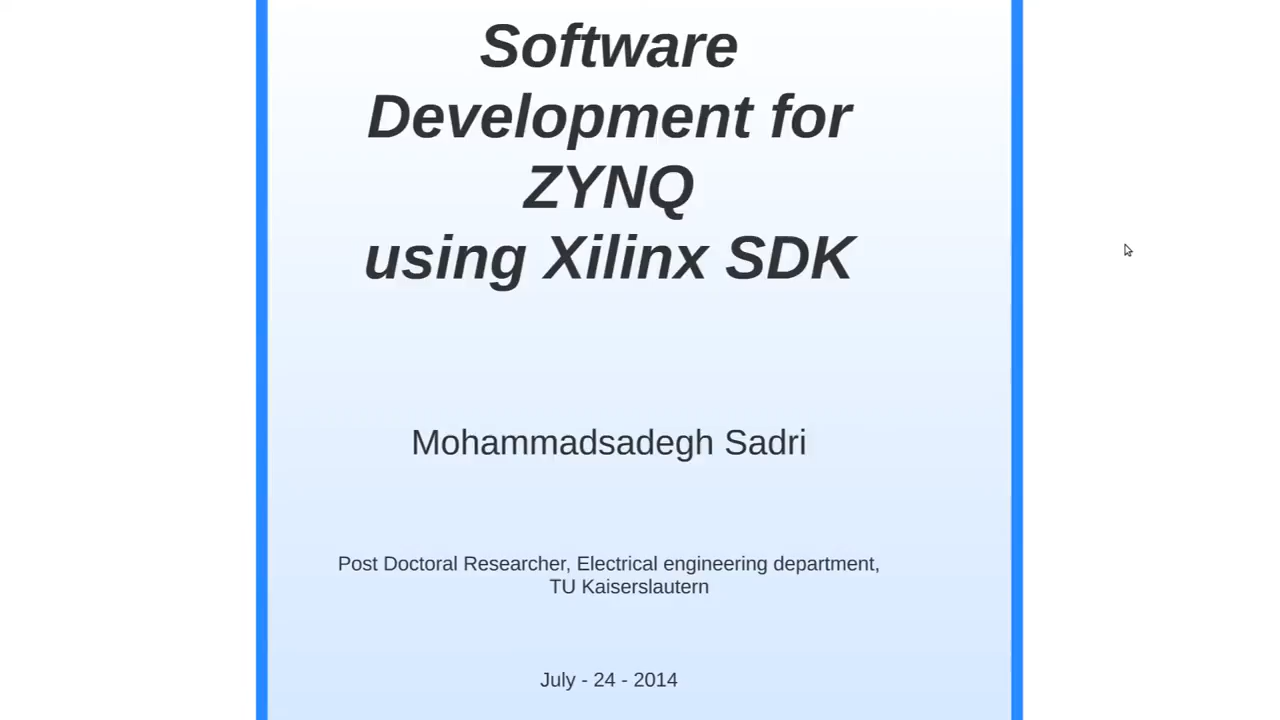 Software
Development for
ZYNQ
using Xilinx SDK
Mohammadsadegh Sadri
Post Doctoral Researcher, Electrical engineering department,
TU Kaiserslautern
July - 24 - 2014